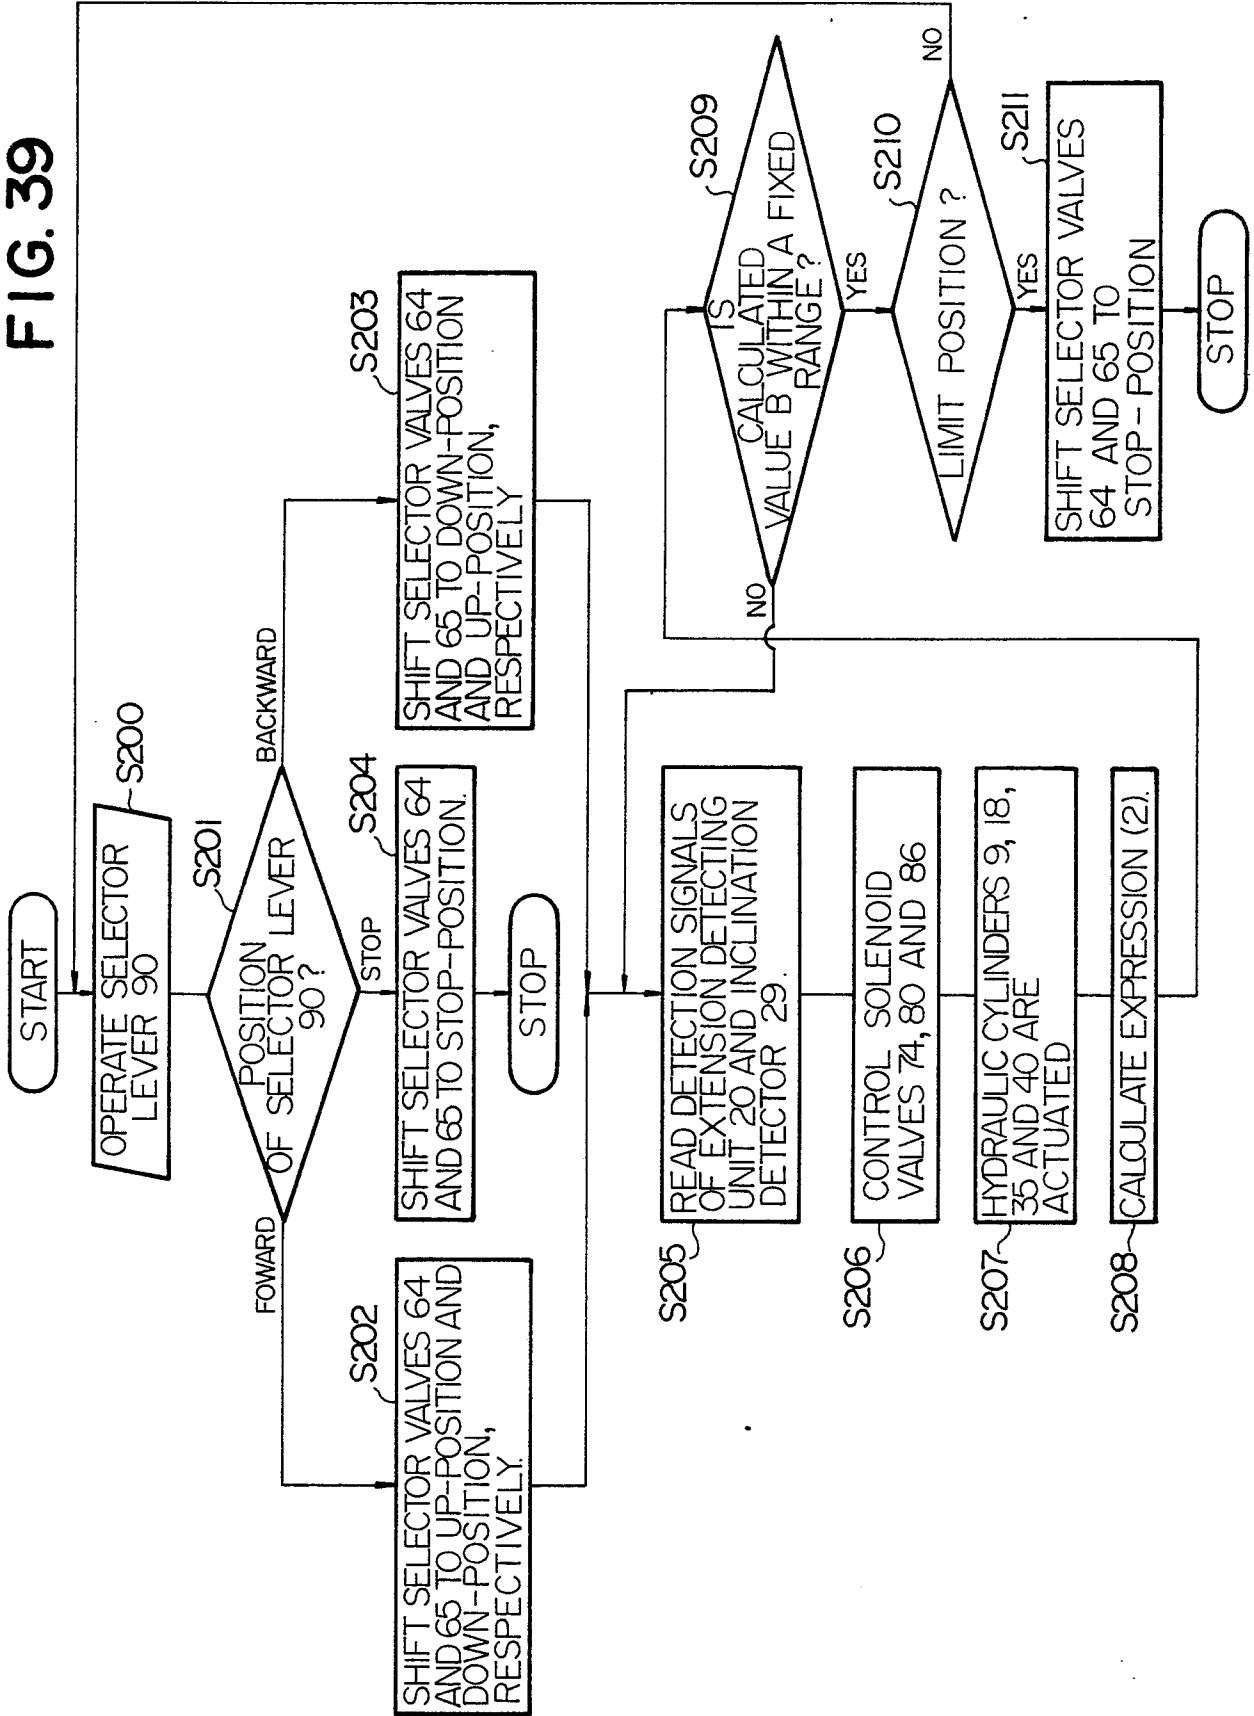 FIG. 39
START
OPERATE SELECTOR
LEVER 90
S200
POSITION
OF SELECTOR LEVER
90?
S201
FOWARD
STOP
BACKWARD
SHIFT SELECTOR VALVES 64
AND 65 TO UP-POSITION AND
DOWN-POSITION,
RESPECTIVELY.
S202
SHIFT SELECTOR VALVES 64
AND 65 TO STOP-POSITION.
S204
STOP
SHIFT SELECTOR VALVES 64
AND 65 TO DOWN-POSITION
AND UP-POSITION,
RESPECTIVELY
S203
READ DETECTION SIGNALS
OF EXTENSION DETECTING
UNIT 20 AND INCLINATION
DETECTOR 29.
S205
CONTROL SOLENOID
VALVES 74, 80 AND 86
S206
HYDRAULIC CYLINDERS 9, 18,
35 AND 40 ARE
ACTUATED
S207
CALCULATE EXPRESSION (2).
S208
IS
CALCULATED
VALUE B WITHIN A FIXED
RANGE?
S209
NO
YES
LIMIT POSITION?
S210
NO
YES
SHIFT SELECTOR VALVES
64 AND 65 TO
STOP-POSITION
S211
STOP